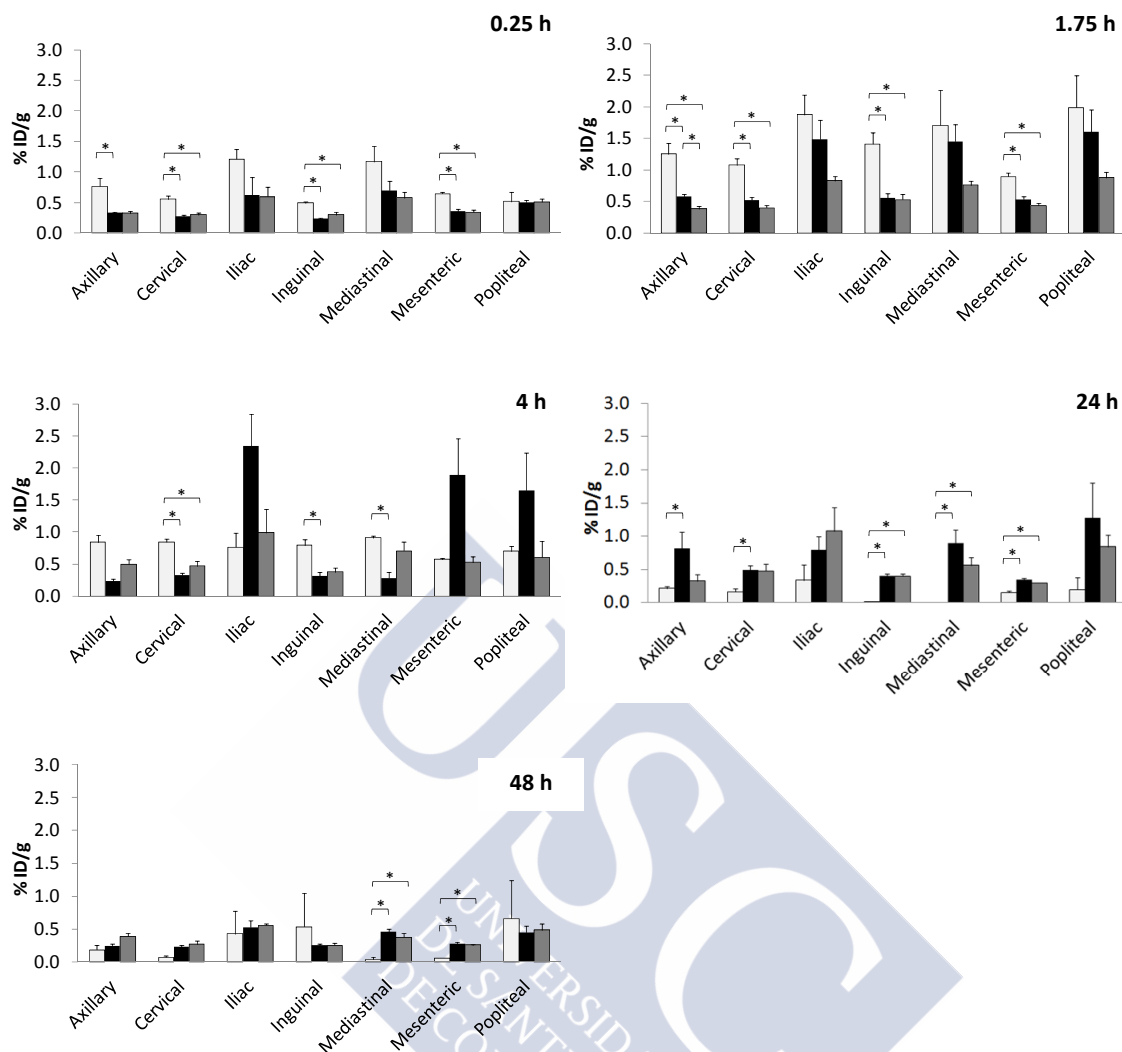 0.25 h
% ID/g
3.0
2.5
2.0
1.5
1.0
0.5
0.0
* * * * * * *
Axillary Cervical Iliac Inguinal Mediastinal Mesenteric Popliteal
1.75 h
% ID/g
3.0
2.5
2.0
1.5
1.0
0.5
0.0
* * * * * * * * *
Axillary Cervical Iliac Inguinal Mediastinal Mesenteric Popliteal
4 h
% ID/g
3.0
2.5
2.0
1.5
1.0
0.5
0.0
* * * *
Axillary Cervical Iliac Inguinal Mediastinal Mesenteric Popliteal
24 h
% ID/g
3.0
2.5
2.0
1.5
1.0
0.5
0.0
* * * * * * * *
Axillary Cervical Iliac Inguinal Mediastinal Mesenteric Popliteal
48 h
% ID/g
3.0
2.5
2.0
1.5
1.0
0.5
0.0
* * * *
Axillary Cervical Iliac Inguinal Mediastinal Mesenteric Popliteal
USC
UNIVERSIDA
DE SANTI
DE CO